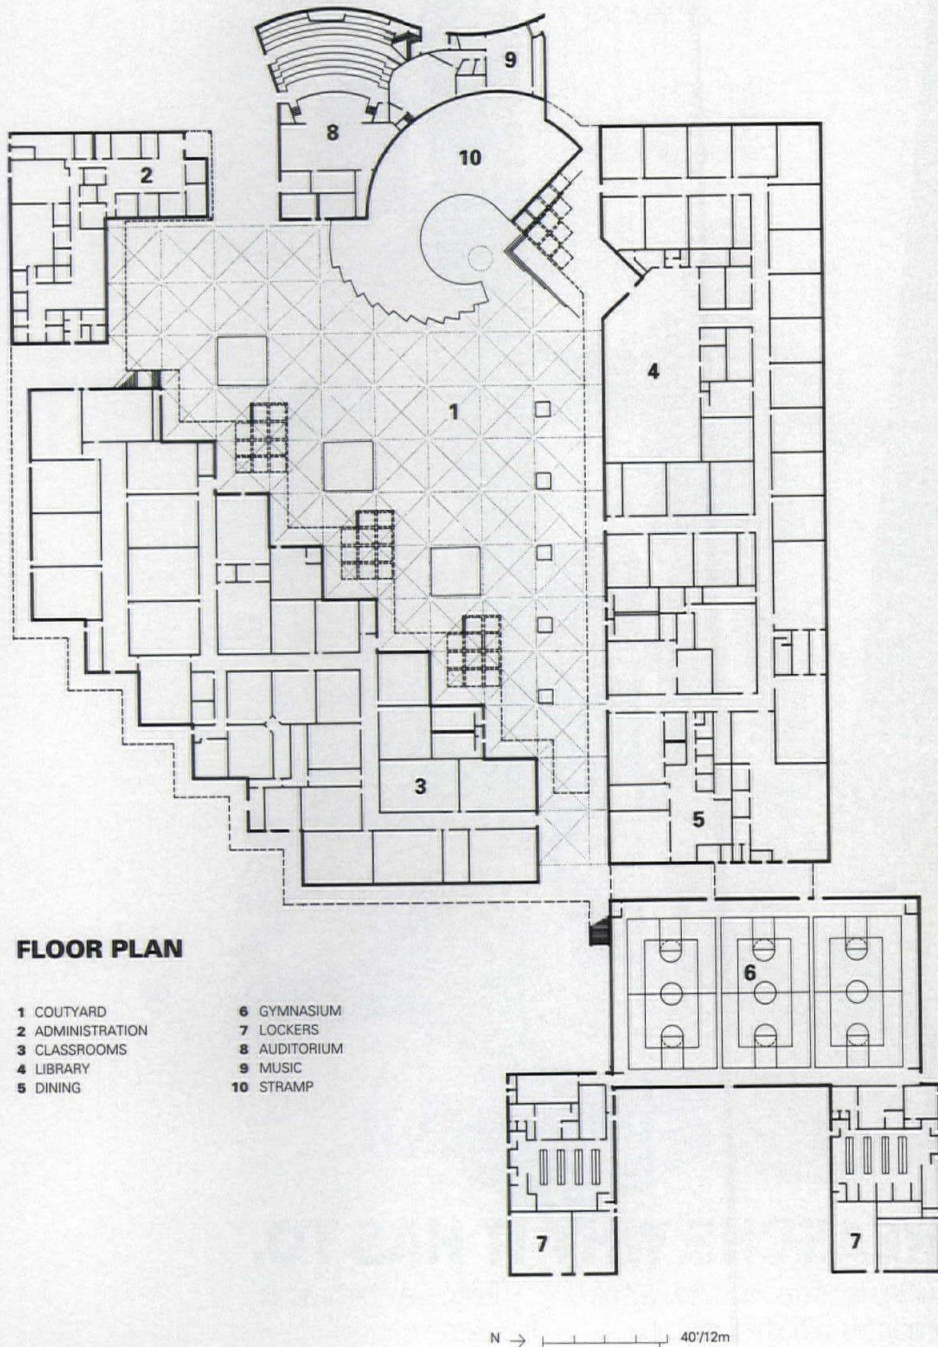 9
8
10
2
4
1
3
5
6
FLOOR PLAN
1 COUTYARD
2 ADMINISTRATION
3 CLASSROOMS
4 LIBRARY
5 DINING
6 GYMNASIUM
7 LOCKERS
8 AUDITORIUM
9 MUSIC
10 STRAMP
7
7
N → 40'/12m